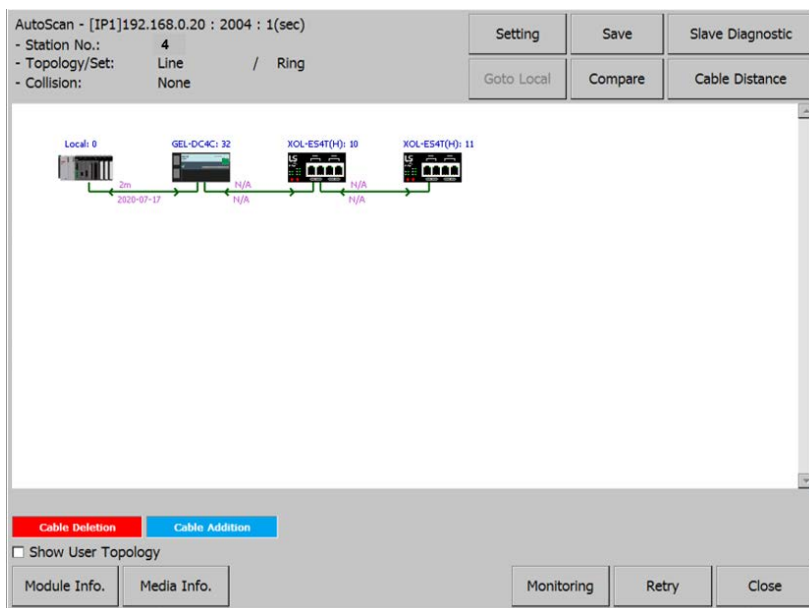 AutoScan - [IP1]192.168.0.20 : 2004 : 1(sec)
- Station No.: 4
- Topology/Set: Line / Ring
- Collision: None
Setting
Save
Slave Diagnostic
Goto Local
Compare
Cable Distance
Local: 0
GEL-DC4C: 32
XOL-ES4T(H): 10
XOL-ES4T(H): 11
LS
LS
2m
N/A
N/A
2020-07-17
N/A
N/A
Cable Deletion
Cable Addition
Show User Topology
Module Info.
Media Info.
Monitoring
Retry
Close